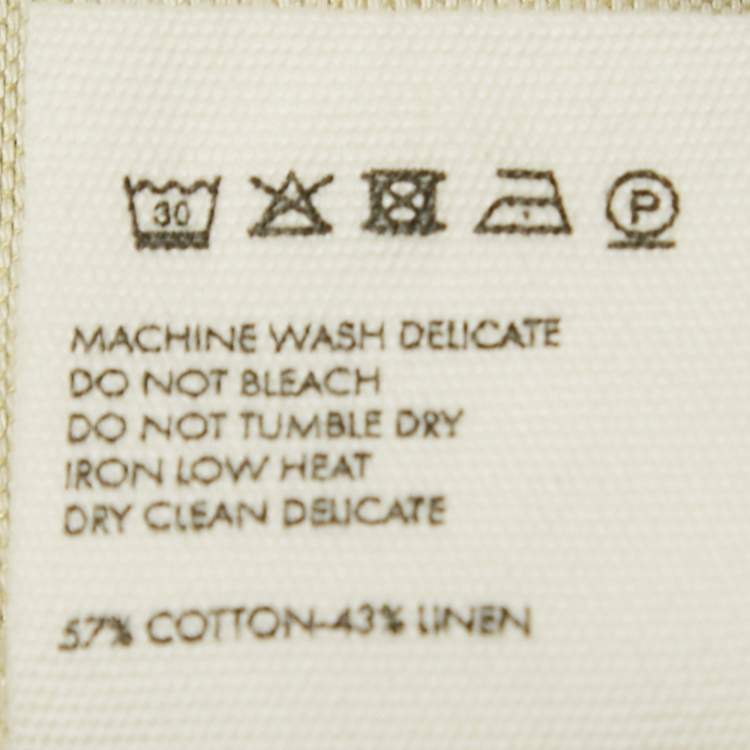 30 P
MACHINE WASH DELICATE
DO NOT BLEACH
DO NOT TUMBLE DRY
IRON LOW HEAT
DRY CLEAN DELICATE
57% COTTON-43% LINEN